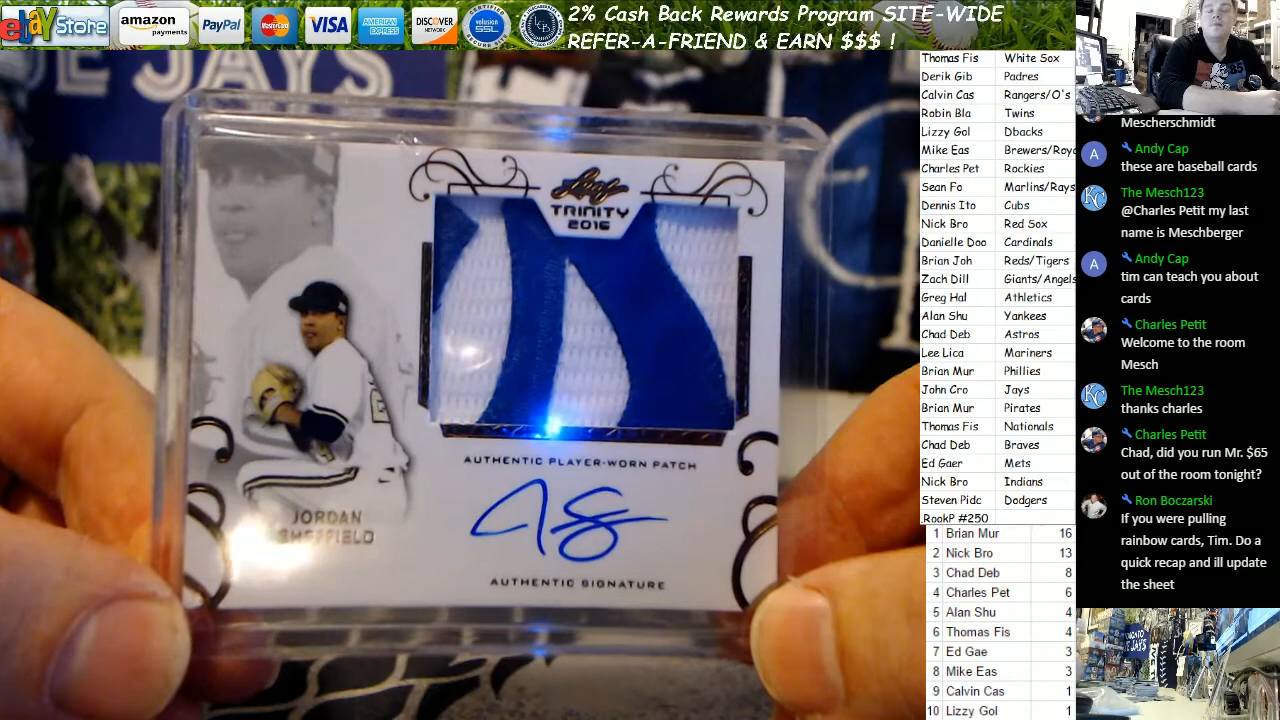 ebay Store
amazon payments
PayPal
MasterCard
VISA
AMERICAN EXPRESS
DISCOVER NETWORK
volusion SSL
2% Cash Back Rewards Program SITE-WIDE
REFER-A-FRIEND & EARN $$$ !
JAYS
Leaf
TRINITY
2016
AUTHENTIC PLAYER-WORN PATCH
JORDAN
SHEFFIELD
AUTHENTIC SIGNATURE
Thomas Fis White Sox
Derik Gib Padres
Calvin Cas Rangers/O's
Robin Bla Twins
Lizzy Gol Dbacks
Mike Eas Brewers/Roya
Charles Pet Rockies
Sean Fo Marlins/Rays
Dennis Ito Cubs
Nick Bro Red Sox
Danielle Doo Cardinals
Brian Joh Reds/Tigers
Zach Dill Giants/Angels
Greg Hal Athletics
Alan Shu Yankees
Chad Deb Astros
Lee Lica Mariners
Brian Mur Phillies
John Cro Jays
Brian Mur Pirates
Thomas Fis Nationals
Chad Deb Braves
Ed Gaer Mets
Nick Bro Indians
Steven Pidc Dodgers
.RookP #250
1 Brian Mur 16
2 Nick Bro 13
3 Chad Deb 8
4 Charles Pet 6
5 Alan Shu 4
6 Thomas Fis 4
7 Ed Gae 3
8 Mike Eas 3
9 Calvin Cas 1
10 Lizzy Gol 1
Mescherschmidt
A Andy Cap
these are baseball cards
KC The Mesch123
@Charles Petit my last
name is Meschberger
A Andy Cap
tim can teach you about
cards
Charles Petit
Welcome to the room
Mesch
KC The Mesch123
thanks charles
Charles Petit
Chad, did you run Mr. $65
out of the room tonight?
Ron Boczarski
If you were pulling
rainbow cards, Tim. Do a
quick recap and ill update
the sheet